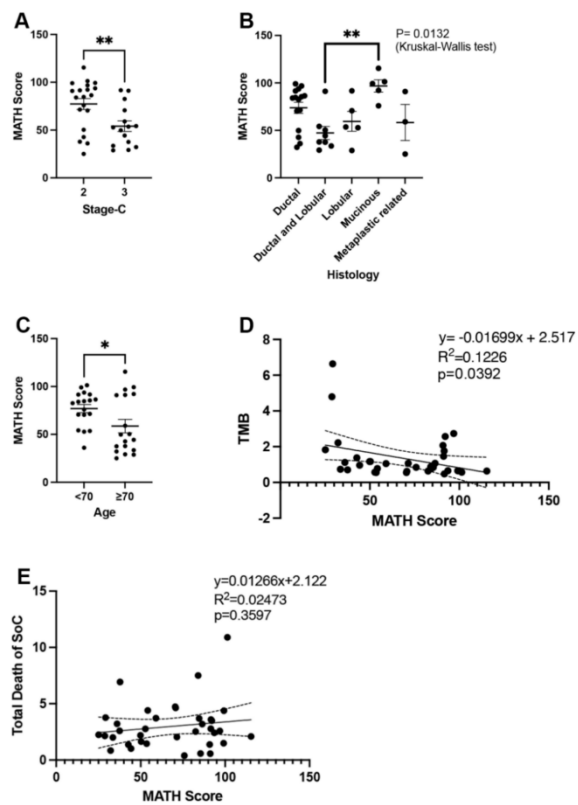 A
**
150
100
50
0
MATH Score
2
3
Stage-C
B
**
P= 0.0132
(Kruskal-Wallis test)
150
100
50
0
MATH Score
Ductal
Ductal and Lobular
Lobular
Mucinous
Metaplastic related
Histology
C
*
150
100
50
0
MATH Score
<70
≥70
Age
D
y= -0.01699x + 2.517
R²=0.1226
p=0.0392
8
6
4
2
0
-2
TMB
50
100
150
MATH Score
E
y=0.01266x+2.122
R²=0.02473
p=0.3597
15
10
5
0
Total Death of SoC
0
50
100
150
MATH Score